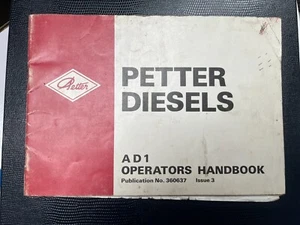 Petter
PETTER
DIESELS
AD1
OPERATORS HANDBOOK
Publication No. 360637 Issue 3